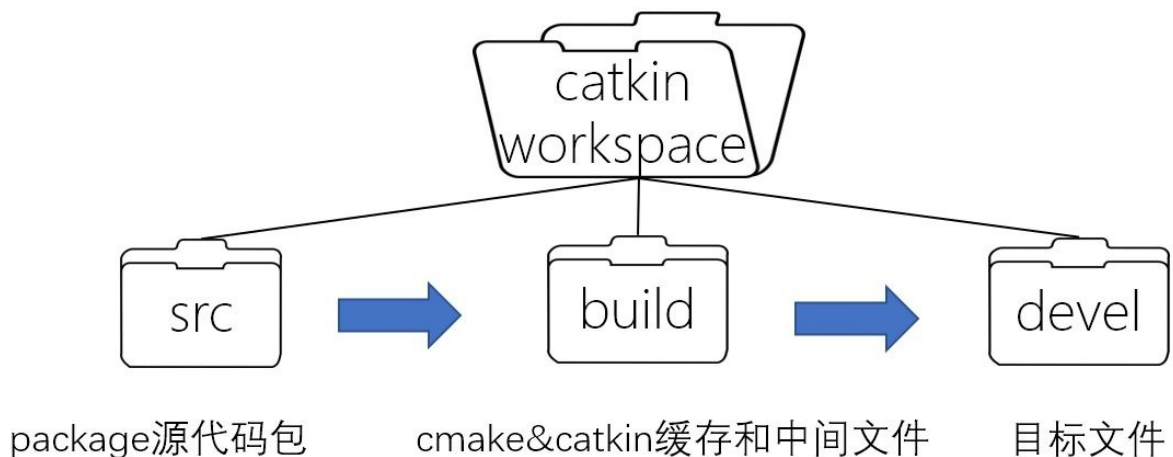 catkin
workspace
src
build
devel
package源代码包
cmake&catkin缓存和中间文件
目标文件